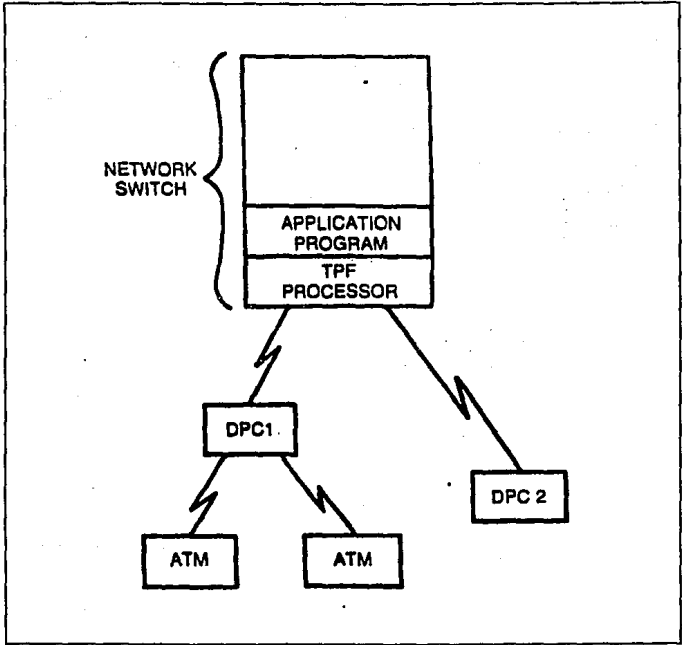 NETWORK
SWITCH
APPLICATION
PROGRAM
TPF
PROCESSOR
DPC1
DPC 2
ATM
ATM